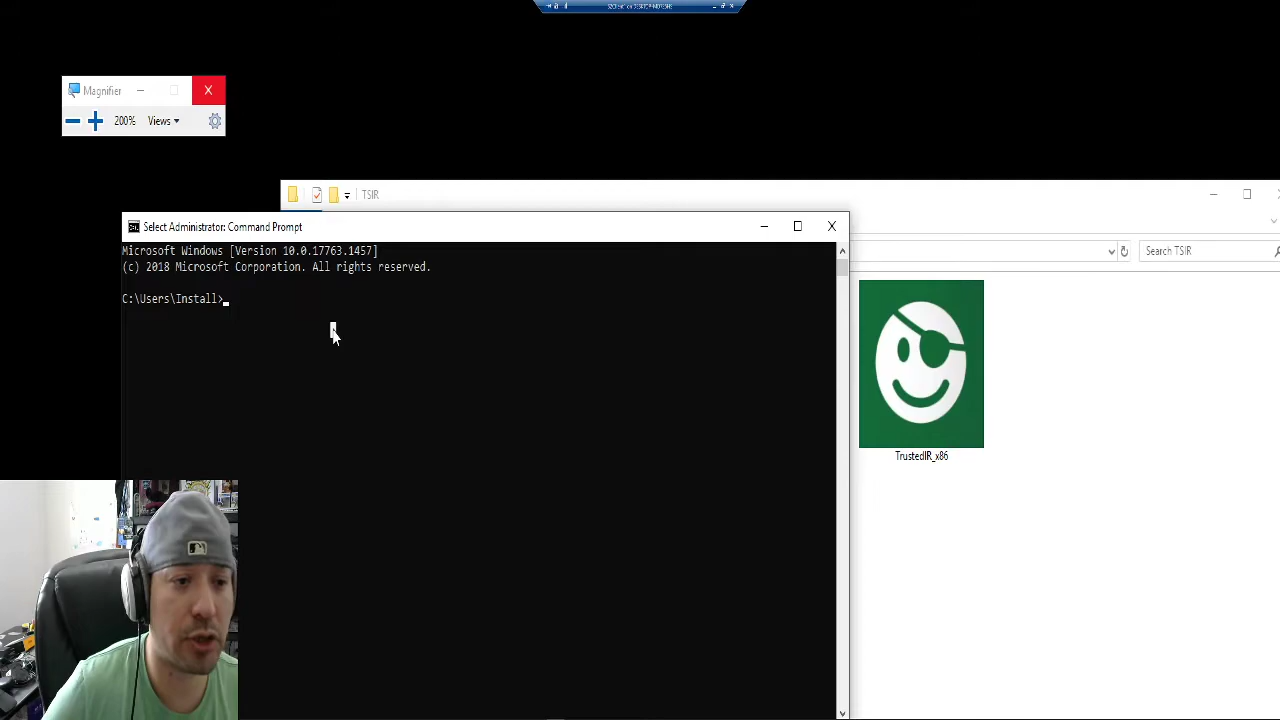 Magnifier
200%
Views
TSIR
Select Administrator: Command Prompt
Microsoft Windows [Version 10.0.17763.1457]
(c) 2018 Microsoft Corporation. All rights reserved.
Search TSIR
C:\Users\Install>
TrustedIR_x86